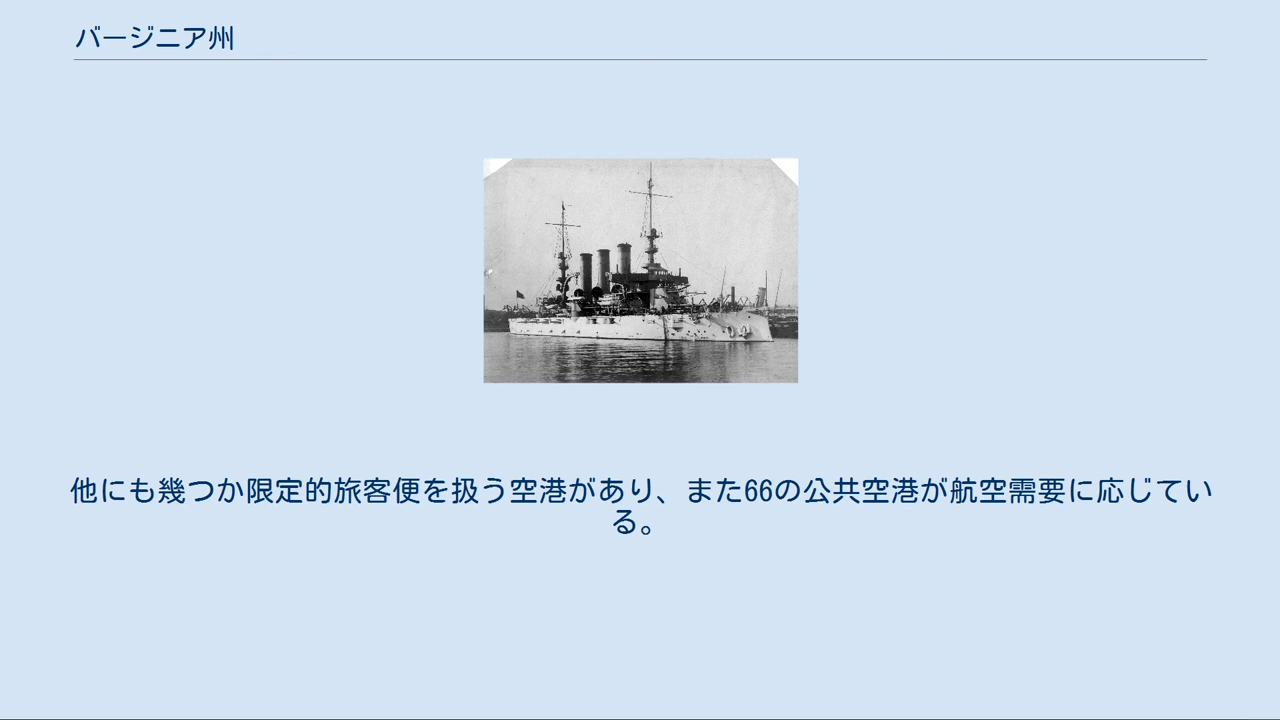 バージニア州
他にも幾つか限定的旅客便を扱う空港があり、また66の公共空港が航空需要に応じてい
る。